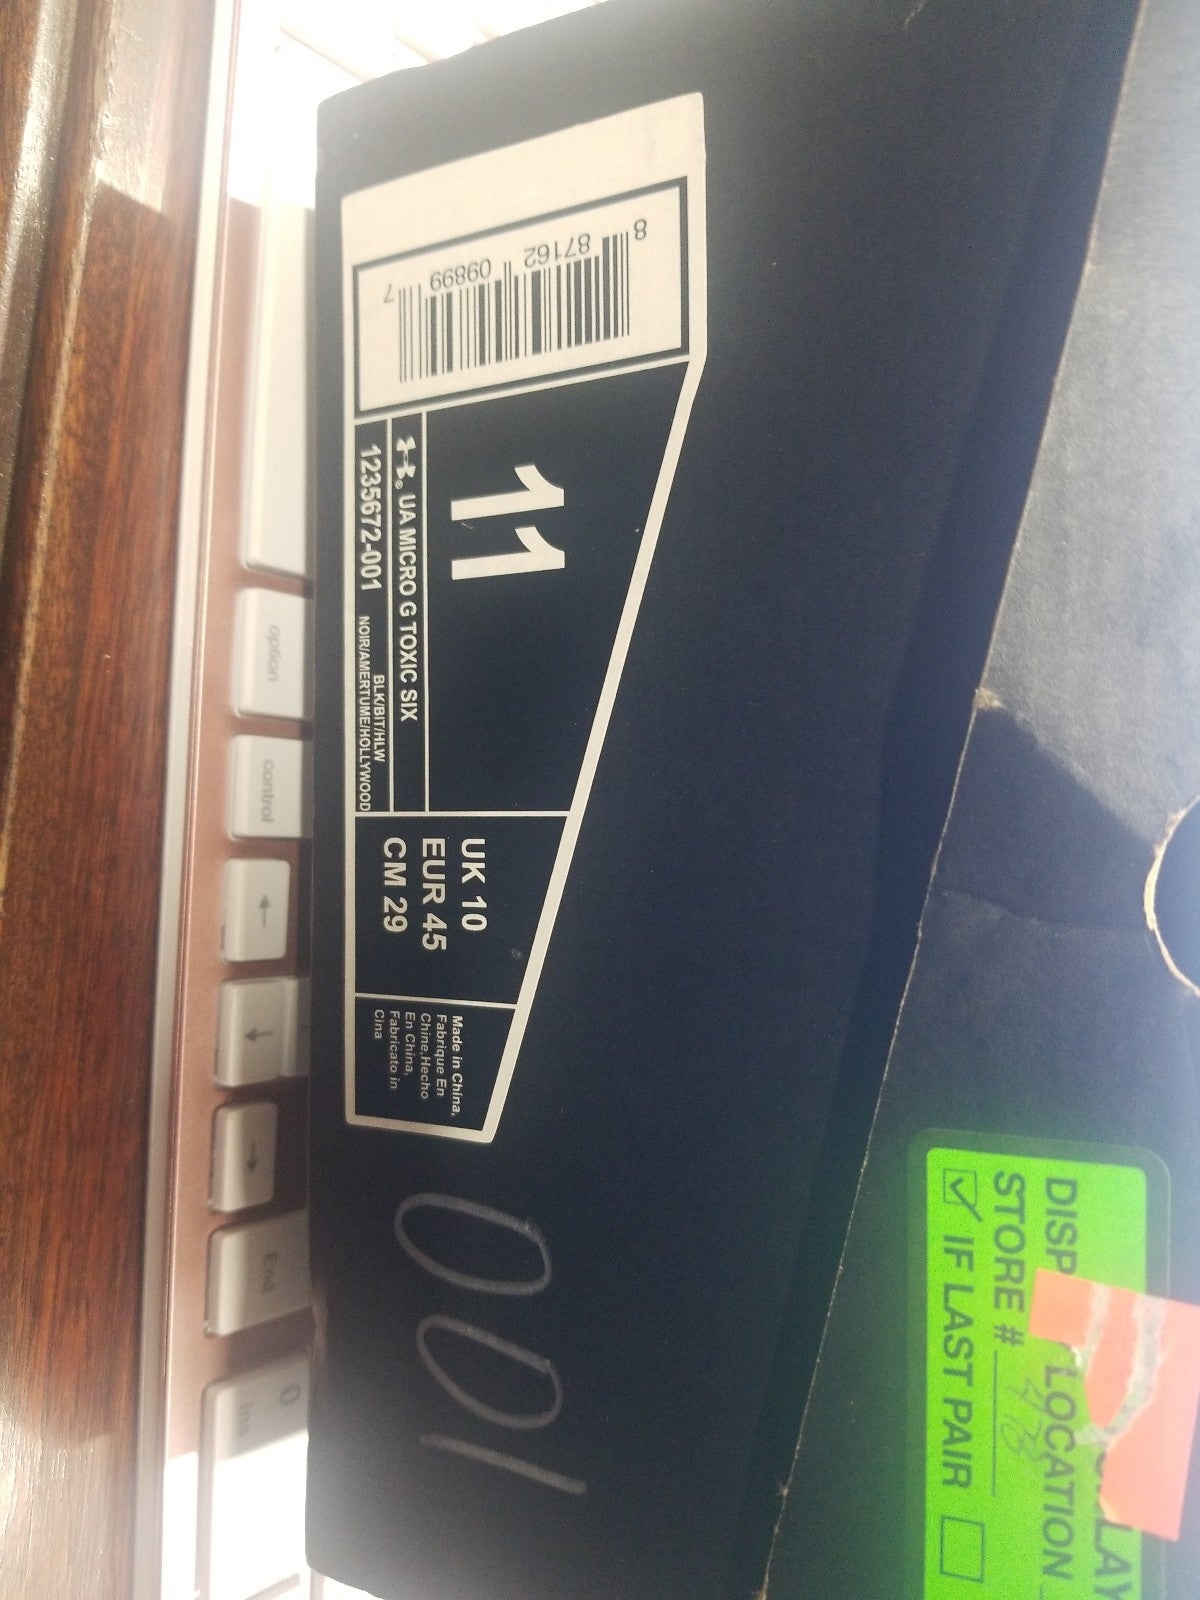 8 87162 09899 7
11
UA MICRO G TOXIC SIX
1235672-001
BLK/BIT/HLW
NOIR/AMERTUME/HOLLYWOOD
UK 10
EUR 45
CM 29
Made in China,
Fabrique En
Chine,Hecho
En China,
Fabricato in
Cina
001
LOCATION
STORE #
IF LAST PAIR
option
control
End
0
Ins